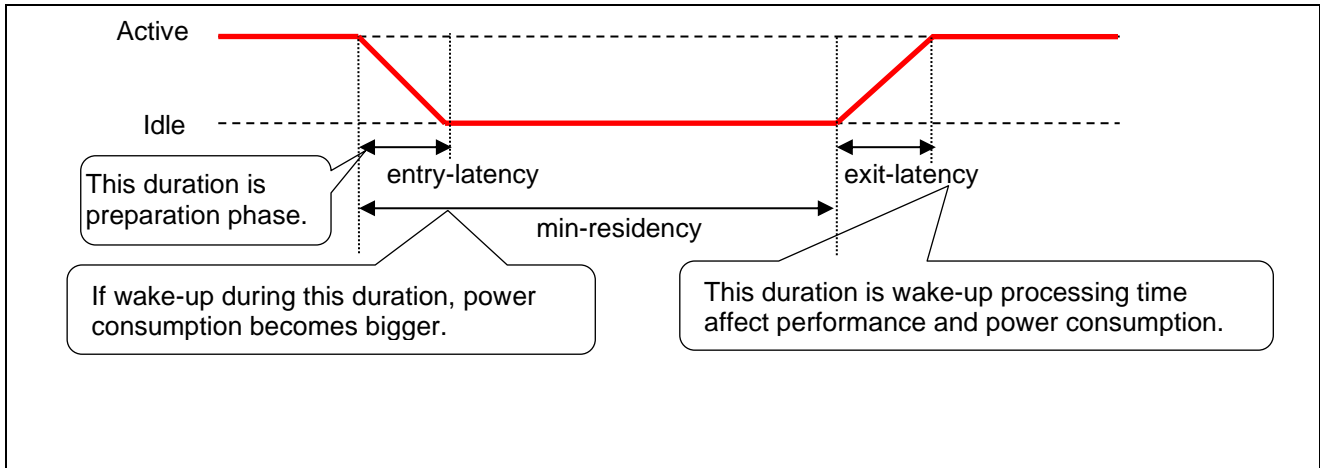 Active
Idle
This duration is
preparation phase.
entry-latency
exit-latency
min-residency
If wake-up during this duration, power
consumption becomes bigger.
This duration is wake-up processing time
affect performance and power consumption.